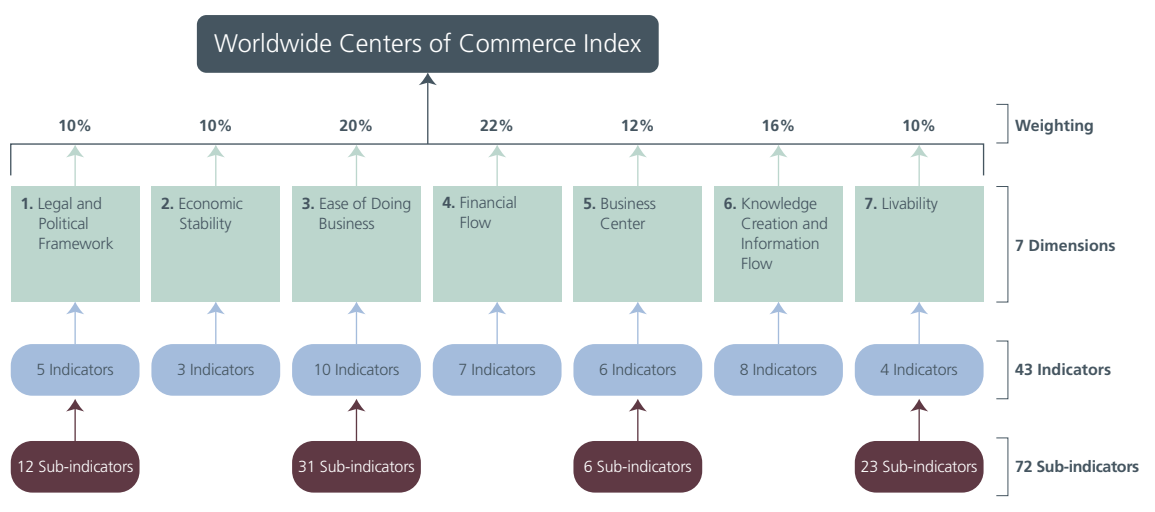 Worldwide Centers of Commerce Index
10%
10%
20%
22%
12%
16%
10%
Weighting
1. Legal and
Political
Framework
2. Economic
Stability
3. Ease of Doing
Business
4. Financial
Flow
5. Business
Center
6. Knowledge
Creation and
Information
Flow
7. Livability
7 Dimensions
5 Indicators
3 Indicators
10 Indicators
7 Indicators
6 Indicators
8 Indicators
4 Indicators
43 Indicators
12 Sub-indicators
31 Sub-indicators
6 Sub-indicators
23 Sub-indicators
72 Sub-indicators